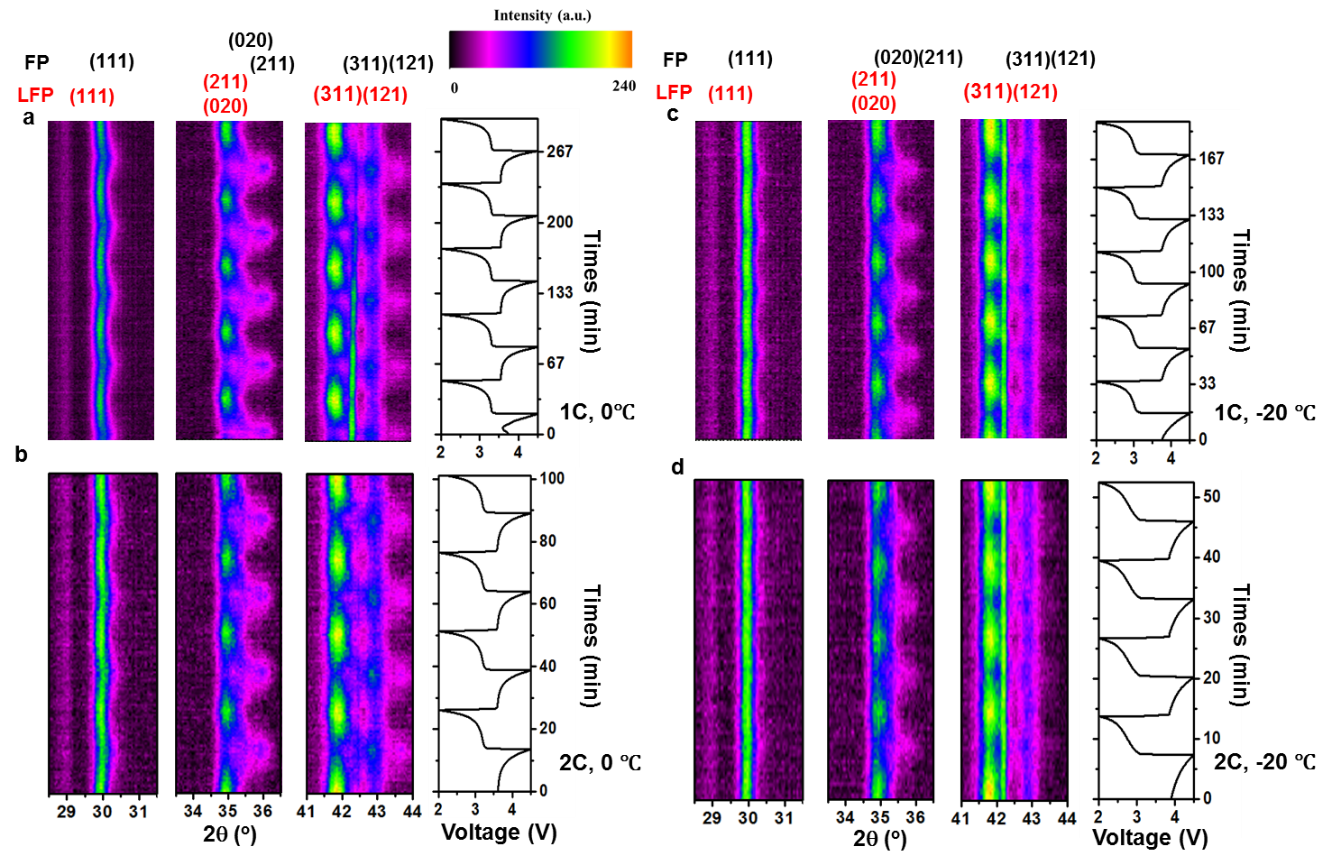 Intensity (a.u.)
0 240
FP (111) (020) (211) (311)(121)
LFP (111) (211) (020) (311)(121)
FP (111) (020)(211) (311)(121)
LFP (111) (211) (020) (311)(121)
a
267
200
133
67
0
Times (min)
1C, 0℃
2 3 4
b
100
80
60
40
20
0
Times (min)
2C, 0 ℃
29 30 31
34 35 36
41 42 43 44
2 4
2θ (°)
Voltage (V)
c
167
133
100
67
33
0
Times (min)
1C, -20 ℃
2 3 4
d
50
40
30
20
10
0
Times (min)
2C, -20 ℃
29 30 31
34 35 36
41 42 43 44
2 3 4
2θ (°)
Voltage (V)